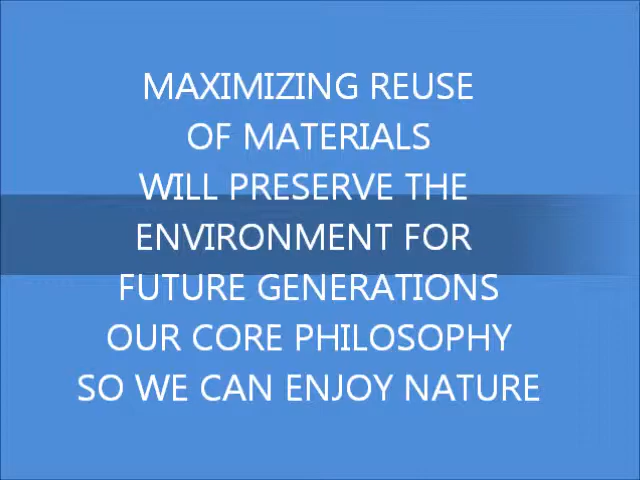 MAXIMIZING REUSE
OF MATERIALS
WILL PRESERVE THE
ENVIRONMENT FOR
FUTURE GENERATIONS
OUR CORE PHILOSOPHY
SO WE CAN ENJOY NATURE